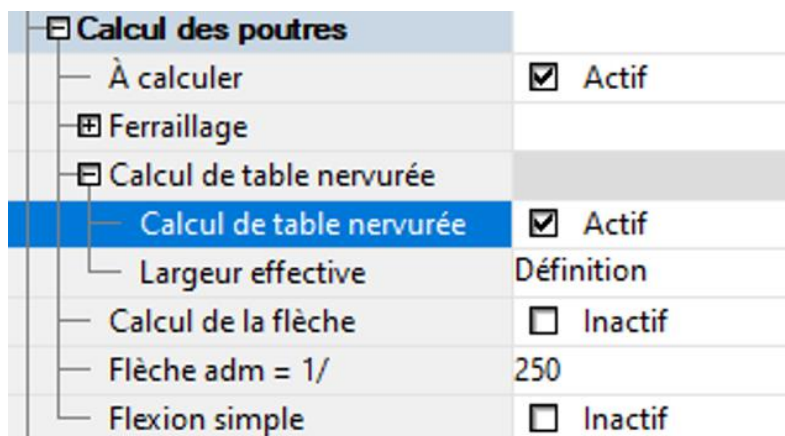 Calcul des poutres
À calculer Actif
Ferraillage
Calcul de table nervurée
Calcul de table nervurée Actif
Largeur effective Définition
Calcul de la flèche Inactif
Flèche adm = 1/ 250
Flexion simple Inactif